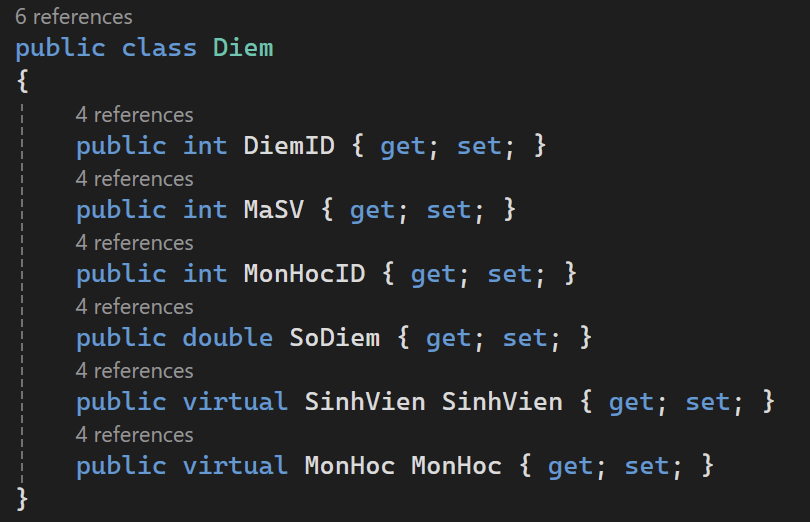 6 references
public class Diem
{
4 references
public int DiemID { get; set; }
4 references
public int MaSV { get; set; }
4 references
public int MonHocID { get; set; }
4 references
public double SoDiem { get; set; }
4 references
public virtual SinhVien SinhVien { get; set; }
4 references
public virtual MonHoc MonHoc { get; set; }
}